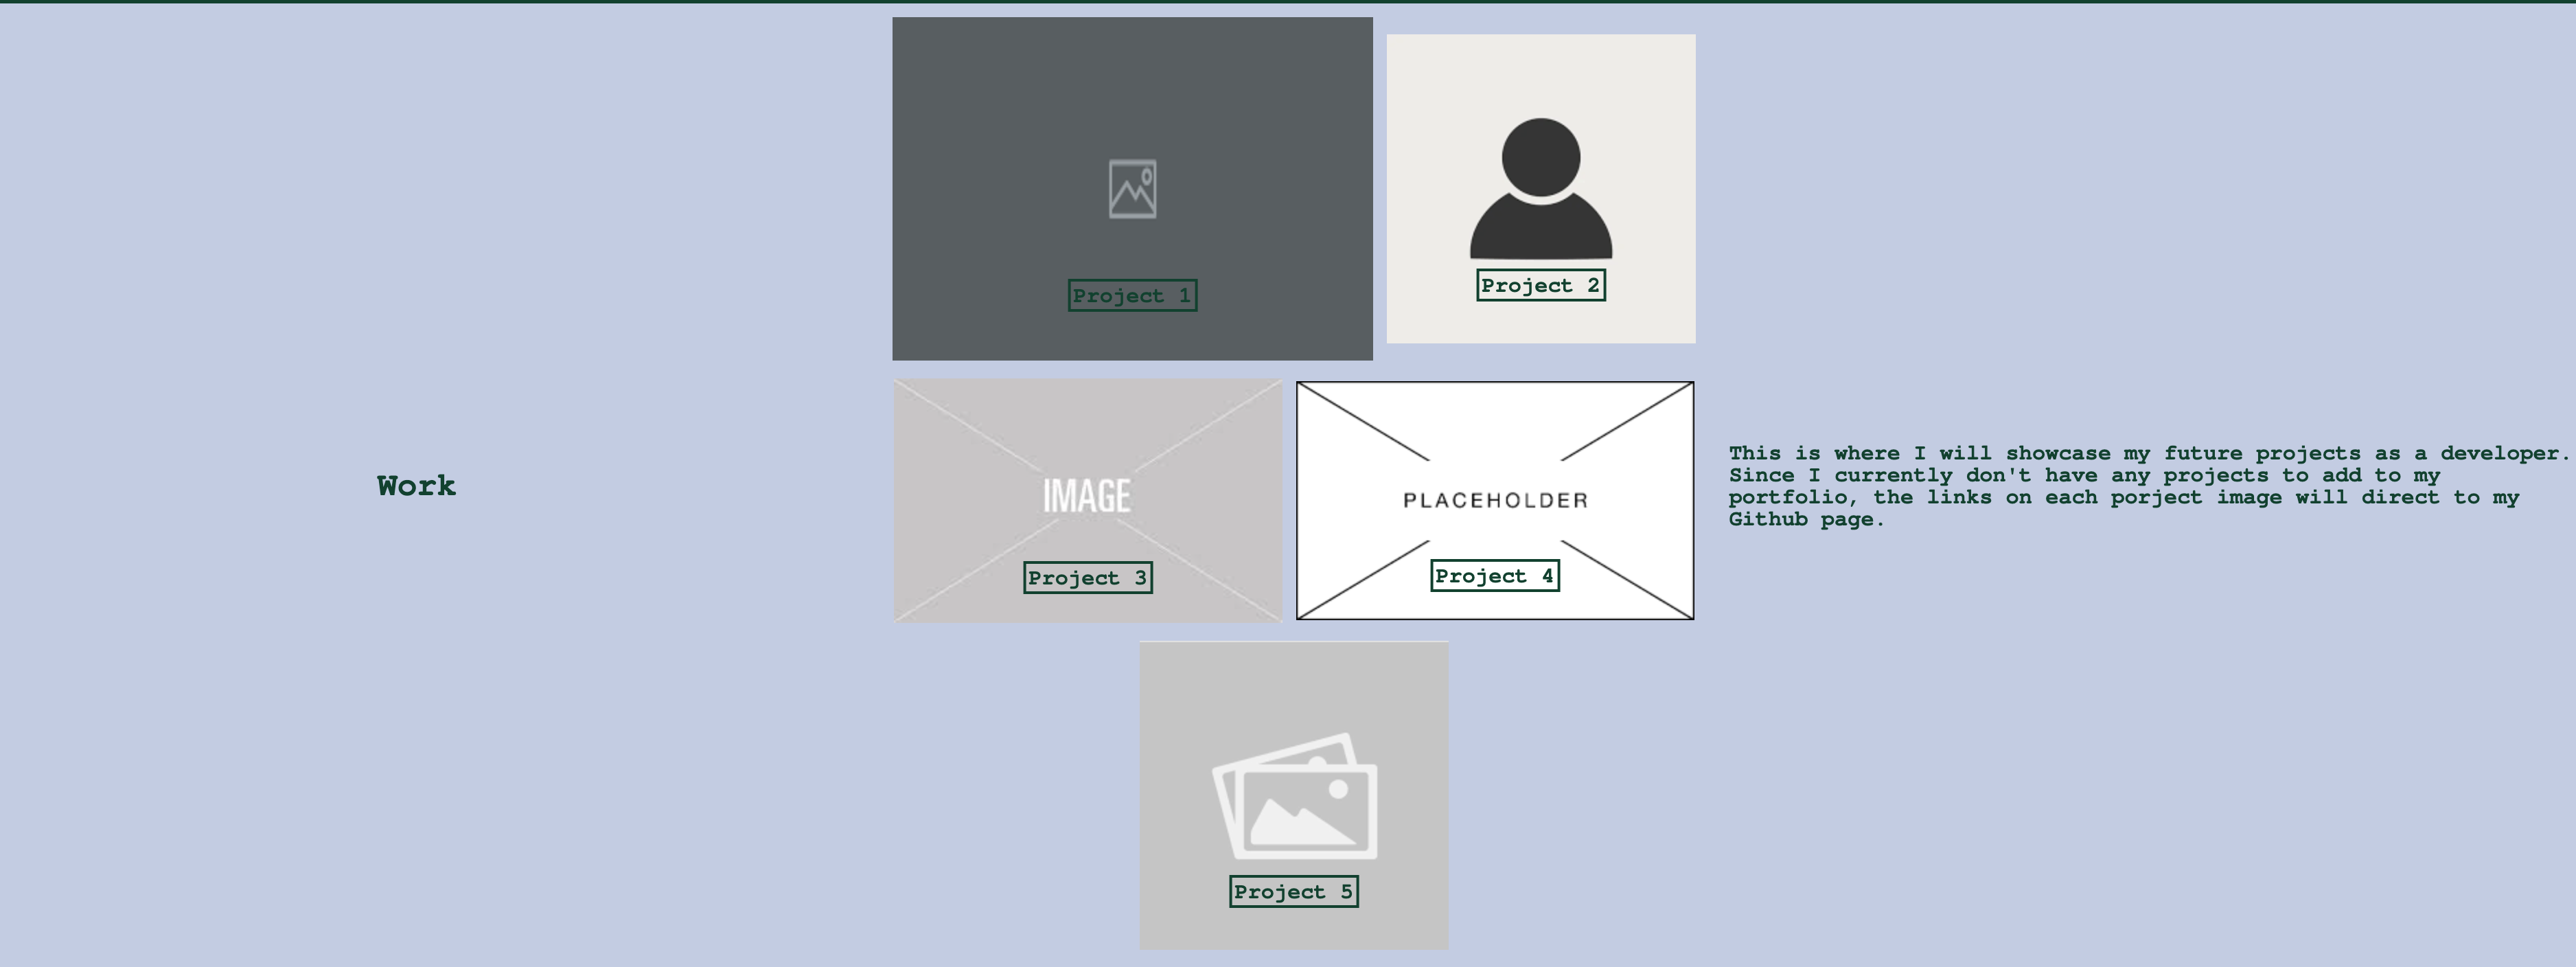 Work
Project 1
Project 2
IMAGE
Project 3
PLACEHOLDER
Project 4
Project 5
This is where I will showcase my future projects as a developer.
Since I currently don't have any projects to add to my
portfolio, the links on each porject image will direct to my
Github page.